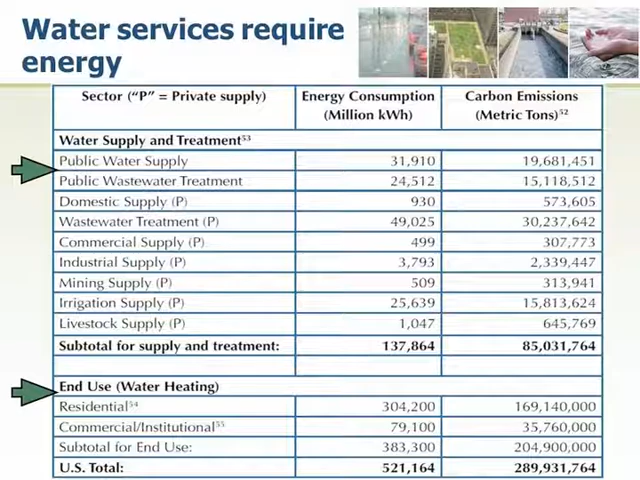 Water services require
energy
Sector (“P” = Private supply) Energy Consumption Carbon Emissions
(Million kWh) (Metric Tons)⁵²
Water Supply and Treatment⁵³
Public Water Supply 31,910 19,681,451
Public Wastewater Treatment 24,512 15,118,512
Domestic Supply (P) 930 573,605
Wastewater Treatment (P) 49,025 30,237,642
Commercial Supply (P) 499 307,773
Industrial Supply (P) 3,793 2,339,447
Mining Supply (P) 509 313,941
Irrigation Supply (P) 25,639 15,813,624
Livestock Supply (P) 1,047 645,769
Subtotal for supply and treatment: 137,864 85,031,764
End Use (Water Heating)
Residential⁵⁴ 304,200 169,140,000
Commercial/Institutional⁵⁵ 79,100 35,760,000
Subtotal for End Use: 383,300 204,900,000
U.S. Total: 521,164 289,931,764